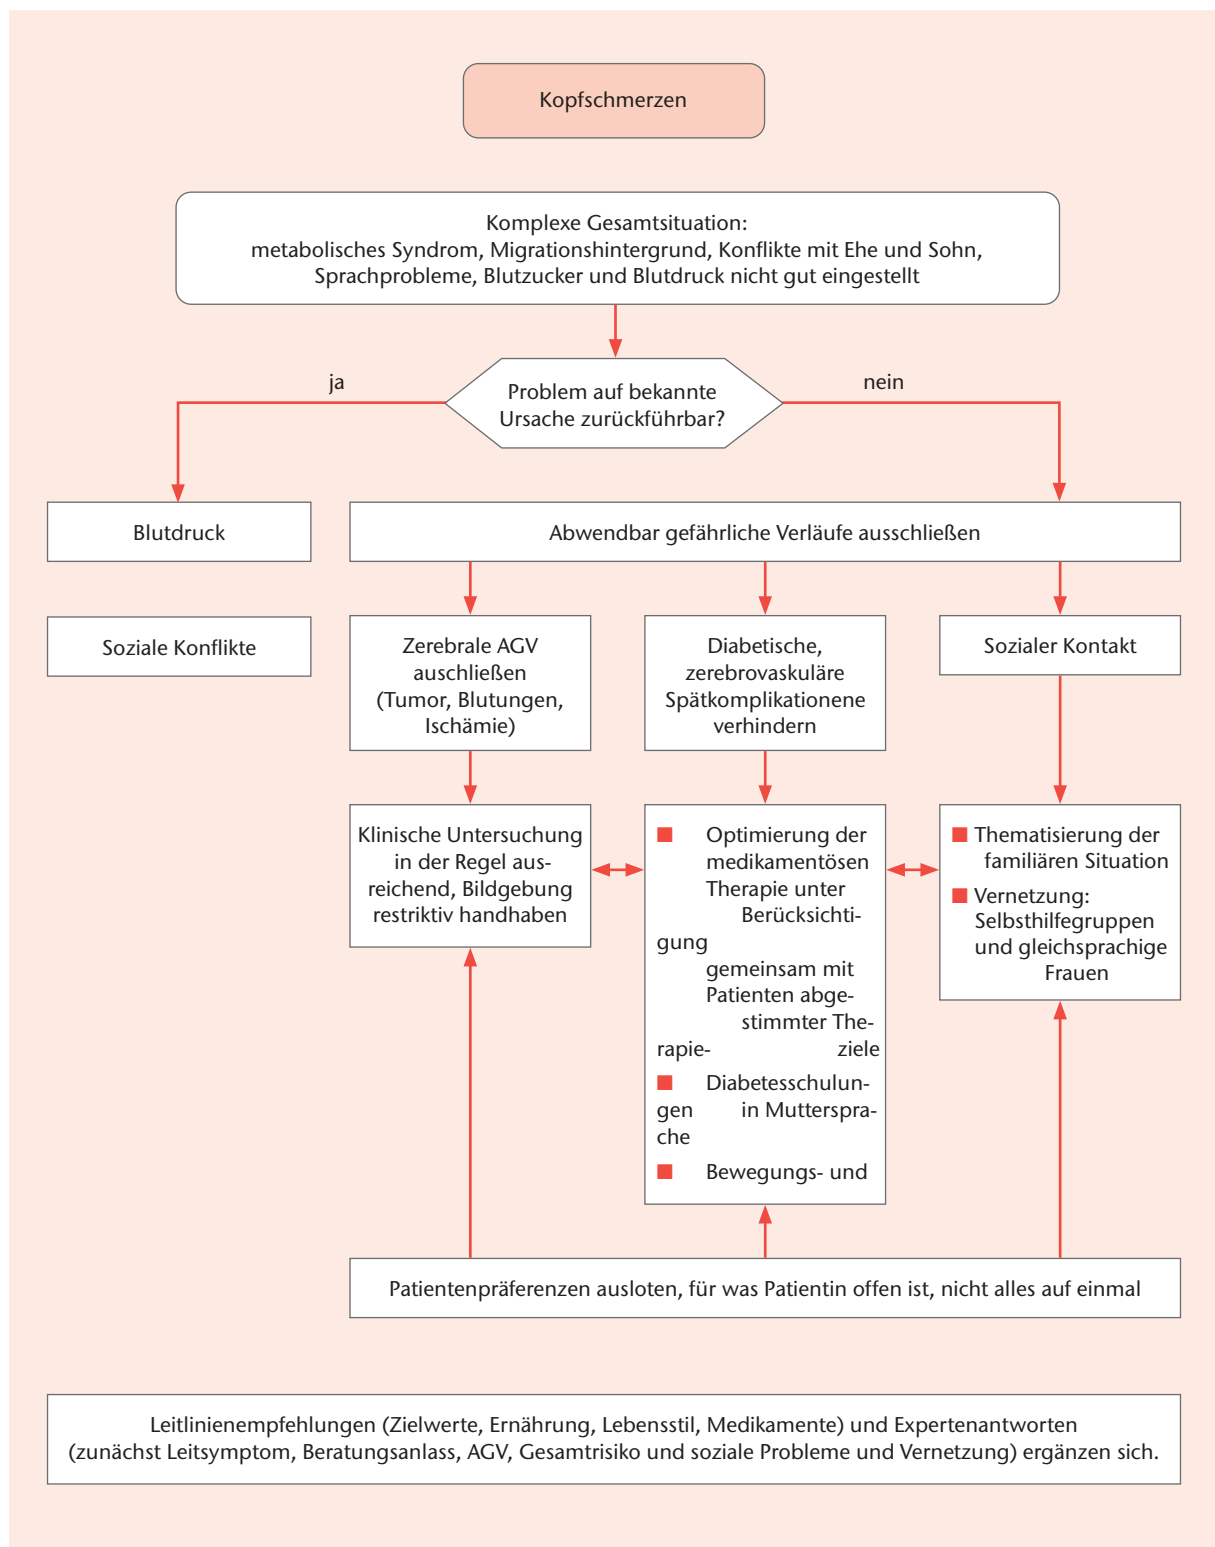 Kopfschmerzen
Komplexe Gesamtsituation:
metabolisches Syndrom, Migrationshintergrund, Konflikte mit Ehe und Sohn,
Sprachprobleme, Blutzucker und Blutdruck nicht gut eingestellt
ja
Problem auf bekannte
Ursache zurückführbar?
nein
Blutdruck
Abwendbar gefährliche Verläufe ausschließen
Soziale Konflikte
Zerebrale AGV
auschließen
(Tumor, Blutungen,
Ischämie)
Diabetische,
zerebrovaskuläre
Spätkomplikationene
verhindern
Sozialer Kontakt
Klinische Untersuchung
in der Regel aus-
reichend, Bildgebung
restriktiv handhaben
Optimierung der
medikamentösen
Therapie unter
Berücksichti-
gung
gemeinsam mit
Patienten abge-
stimmter The-
rapie- ziele
Diabetesschulun-
gen in Mutterspra-
che
Bewegungs- und
Thematisierung der
familiären Situation
Vernetzung:
Selbsthilfegruppen
und gleichsprachige
Frauen
Patientenpräferenzen ausloten, für was Patientin offen ist, nicht alles auf einmal
Leitlinienempfehlungen (Zielwerte, Ernährung, Lebensstil, Medikamente) und Expertenantworten
(zunächst Leitsymptom, Beratungsanlass, AGV, Gesamtrisiko und soziale Probleme und Vernetzung) ergänzen sich.